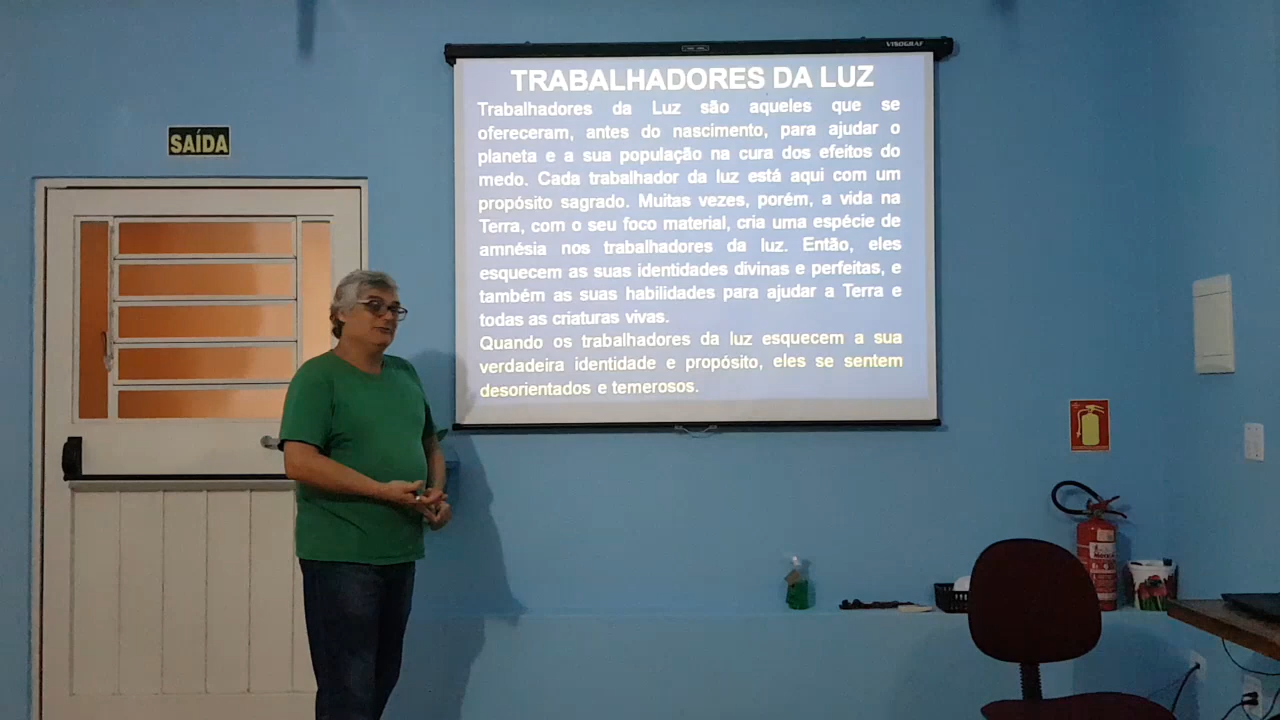 VISOGRAF
TRABALHADORES DA LUZ
Trabalhadores da Luz são aqueles que se
ofereceram, antes do nascimento, para ajudar o
planeta e a sua população na cura dos efeitos do
medo. Cada trabalhador da luz está aqui com um
propósito sagrado. Muitas vezes, porém, a vida na
Terra, com o seu foco material, cria uma espécie de
amnésia nos trabalhadores da luz. Então, eles
esquecem as suas identidades divinas e perfeitas, e
também as suas habilidades para ajudar a Terra e
todas as criaturas vivas.
Quando os trabalhadores da luz esquecem a sua
verdadeira identidade e propósito, eles se sentem
desorientados e temerosos.
SAÍDA